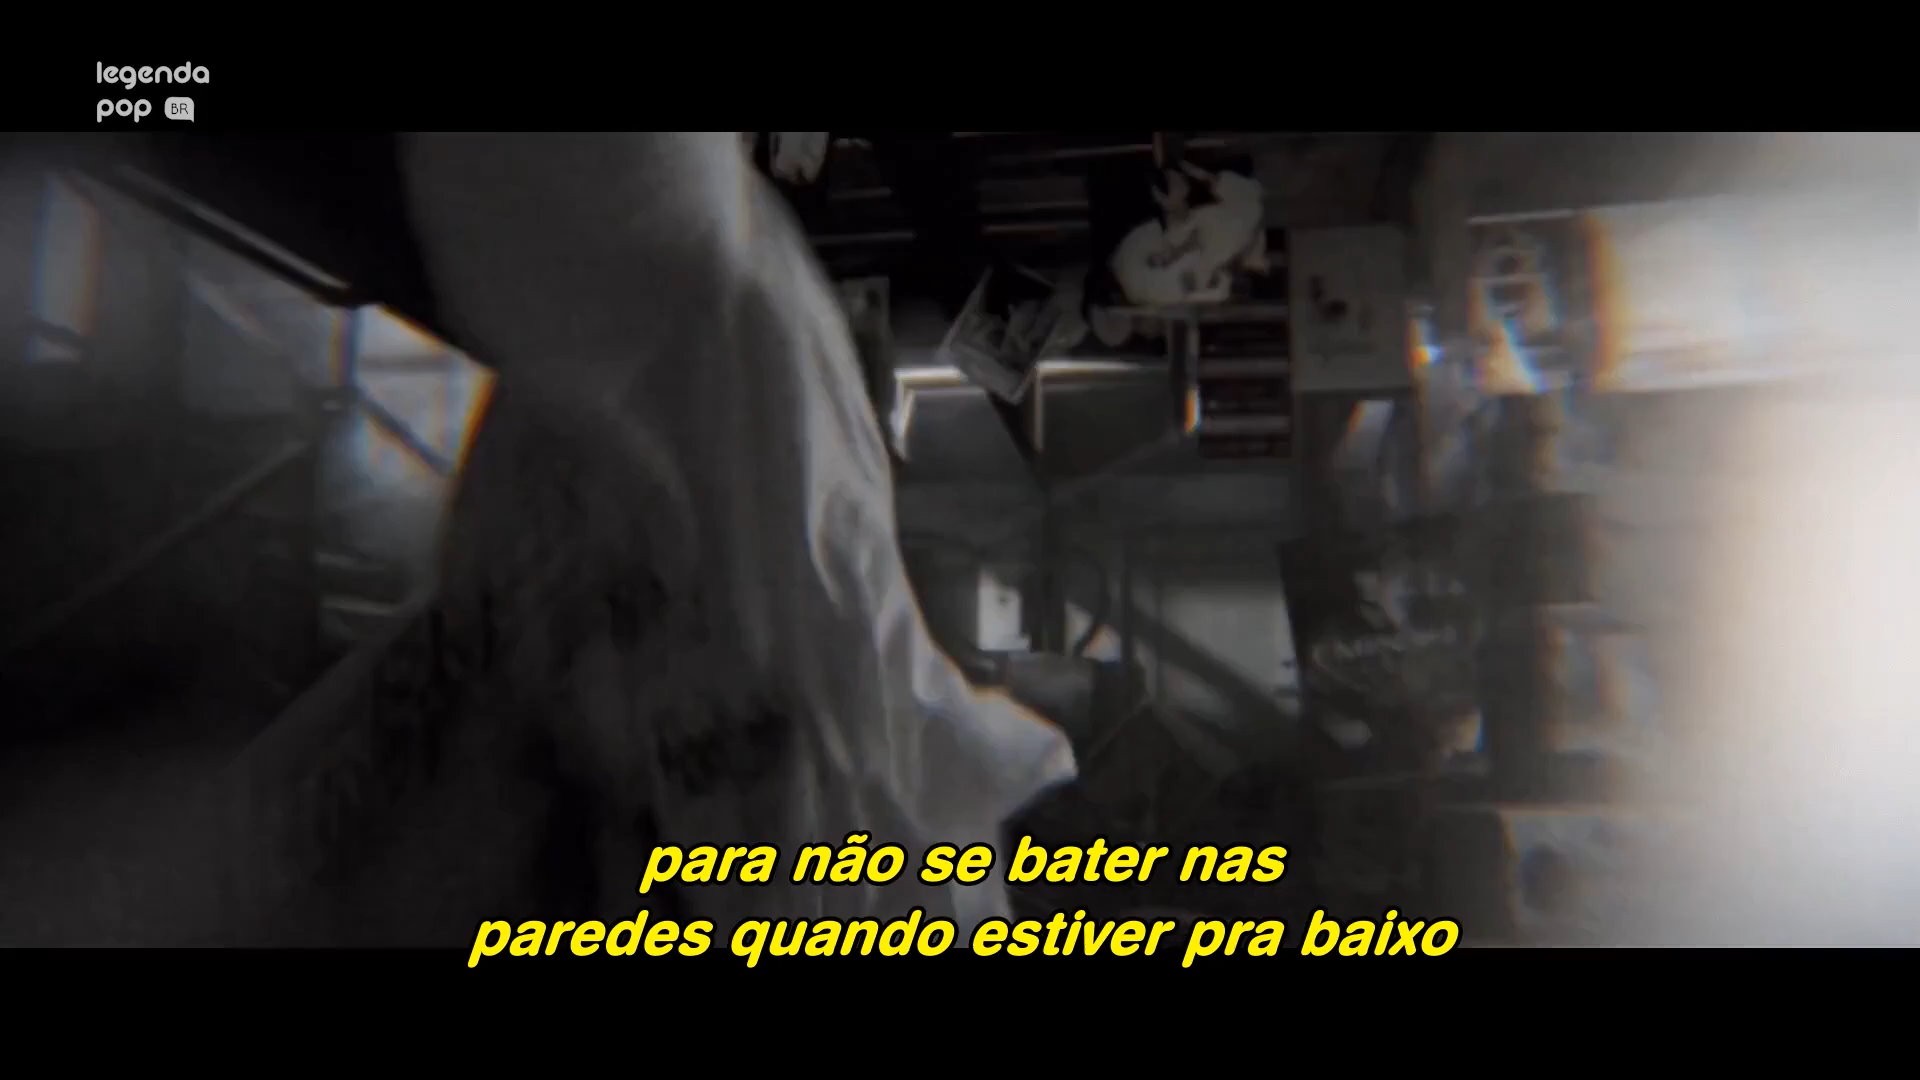 legenda
pop BR
para não se bater nas
paredes quando estiver pra baixo